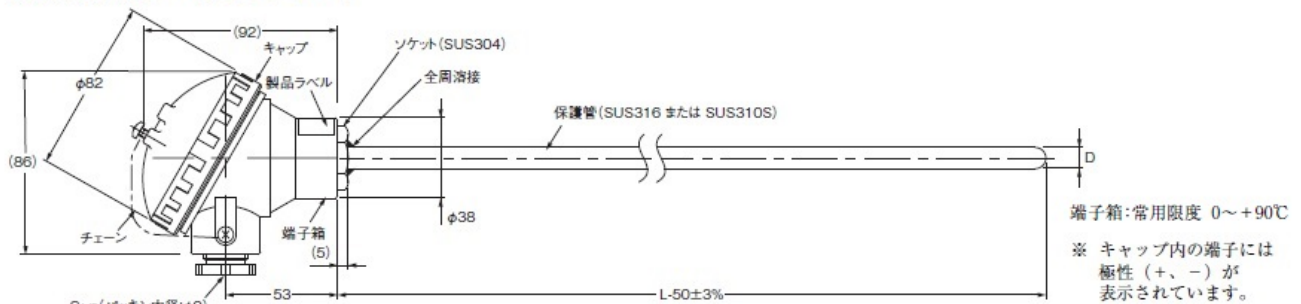 (92)
キャップ
ソケット(SUS304)
φ82
製品ラベル
全周溶接
保護管(SUS316 または SUS310S)
(86)
D
φ38
端子箱:常用限度 0~+90℃
チェーン
端子箱
(5)
※ キャップ内の端子には
極性(+、-)が
表示されています。
53
L-50±3%